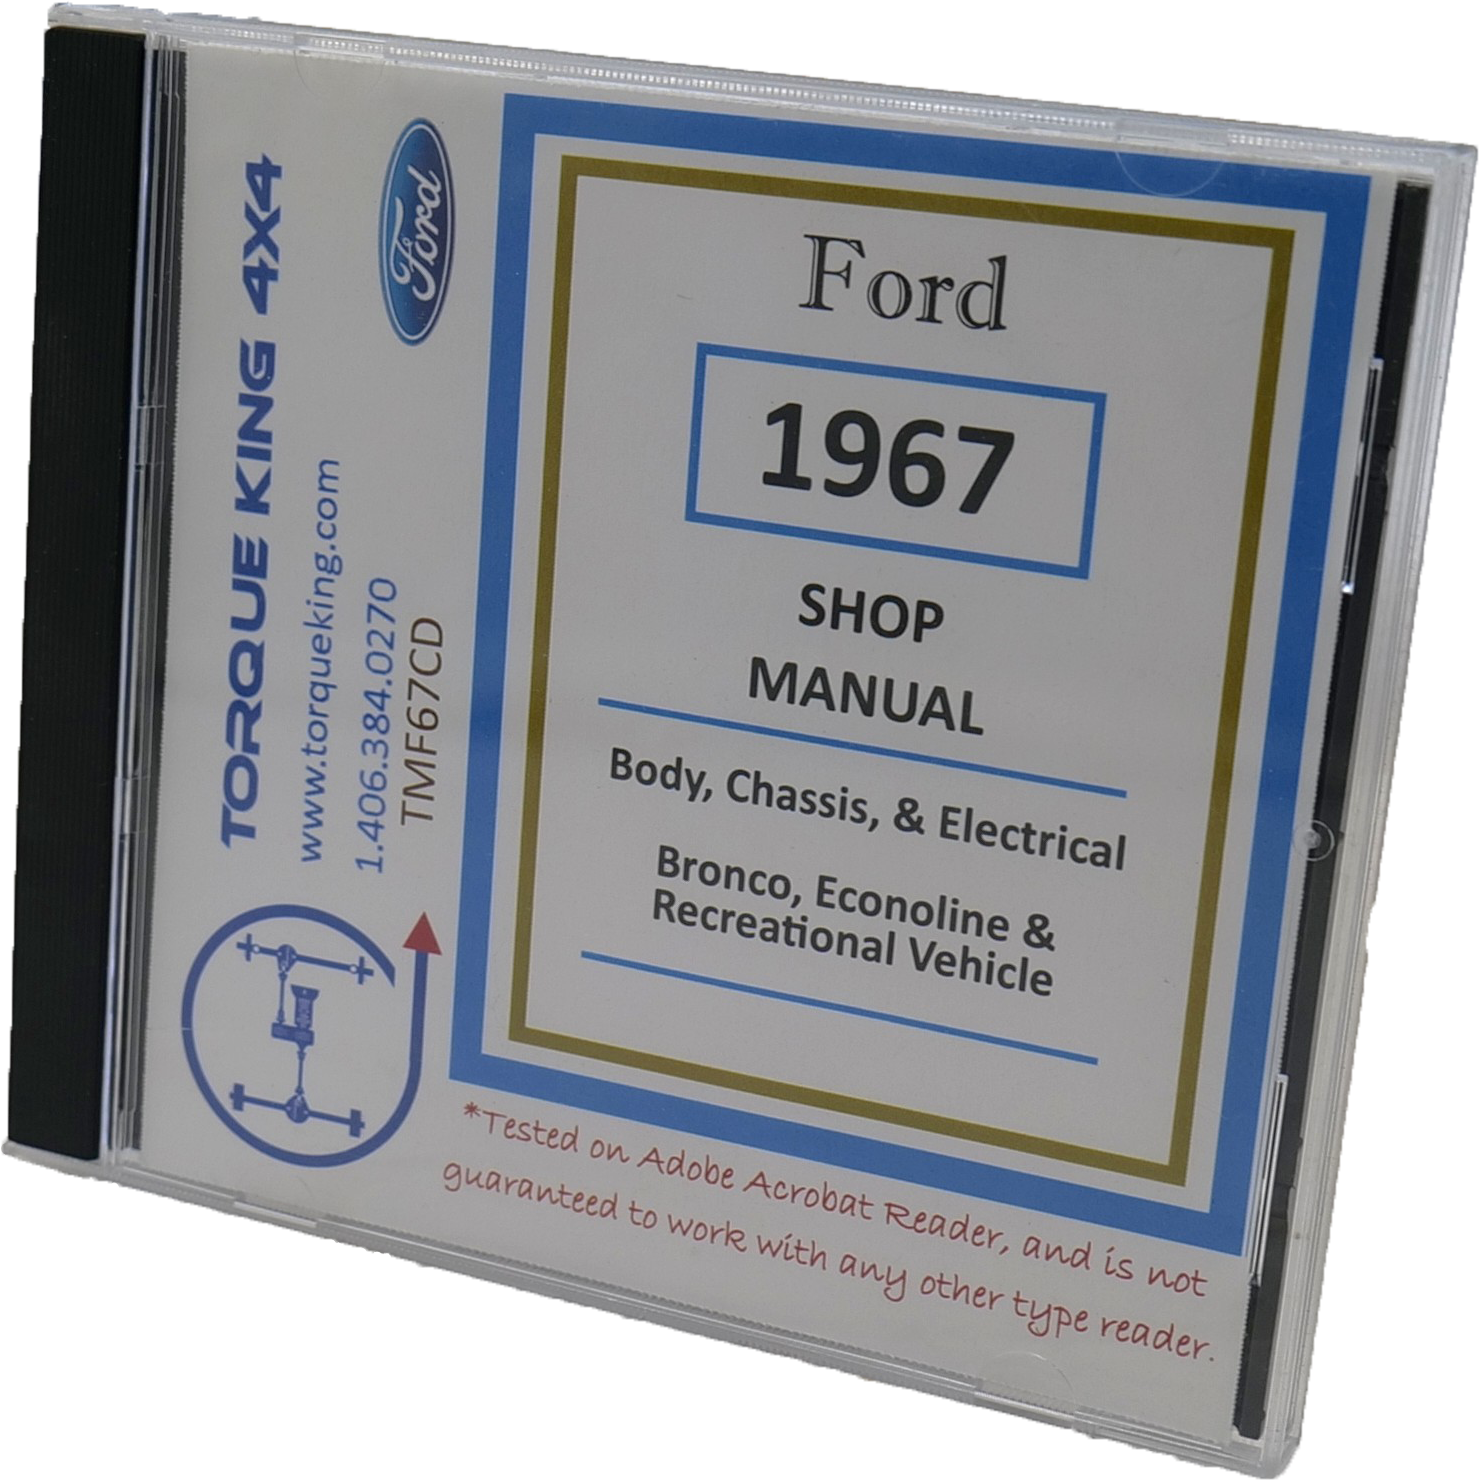 TORQUE KING 4X4
www.torqueking.com
1.406.384.0270
TMF67CD
Ford
Ford
1967
SHOP
MANUAL
Body, Chassis, & Electrical
Bronco, Econoline &
Recreational Vehicle
*Tested on Adobe Acrobat Reader, and is not
guaranteed to work with any other type reader.